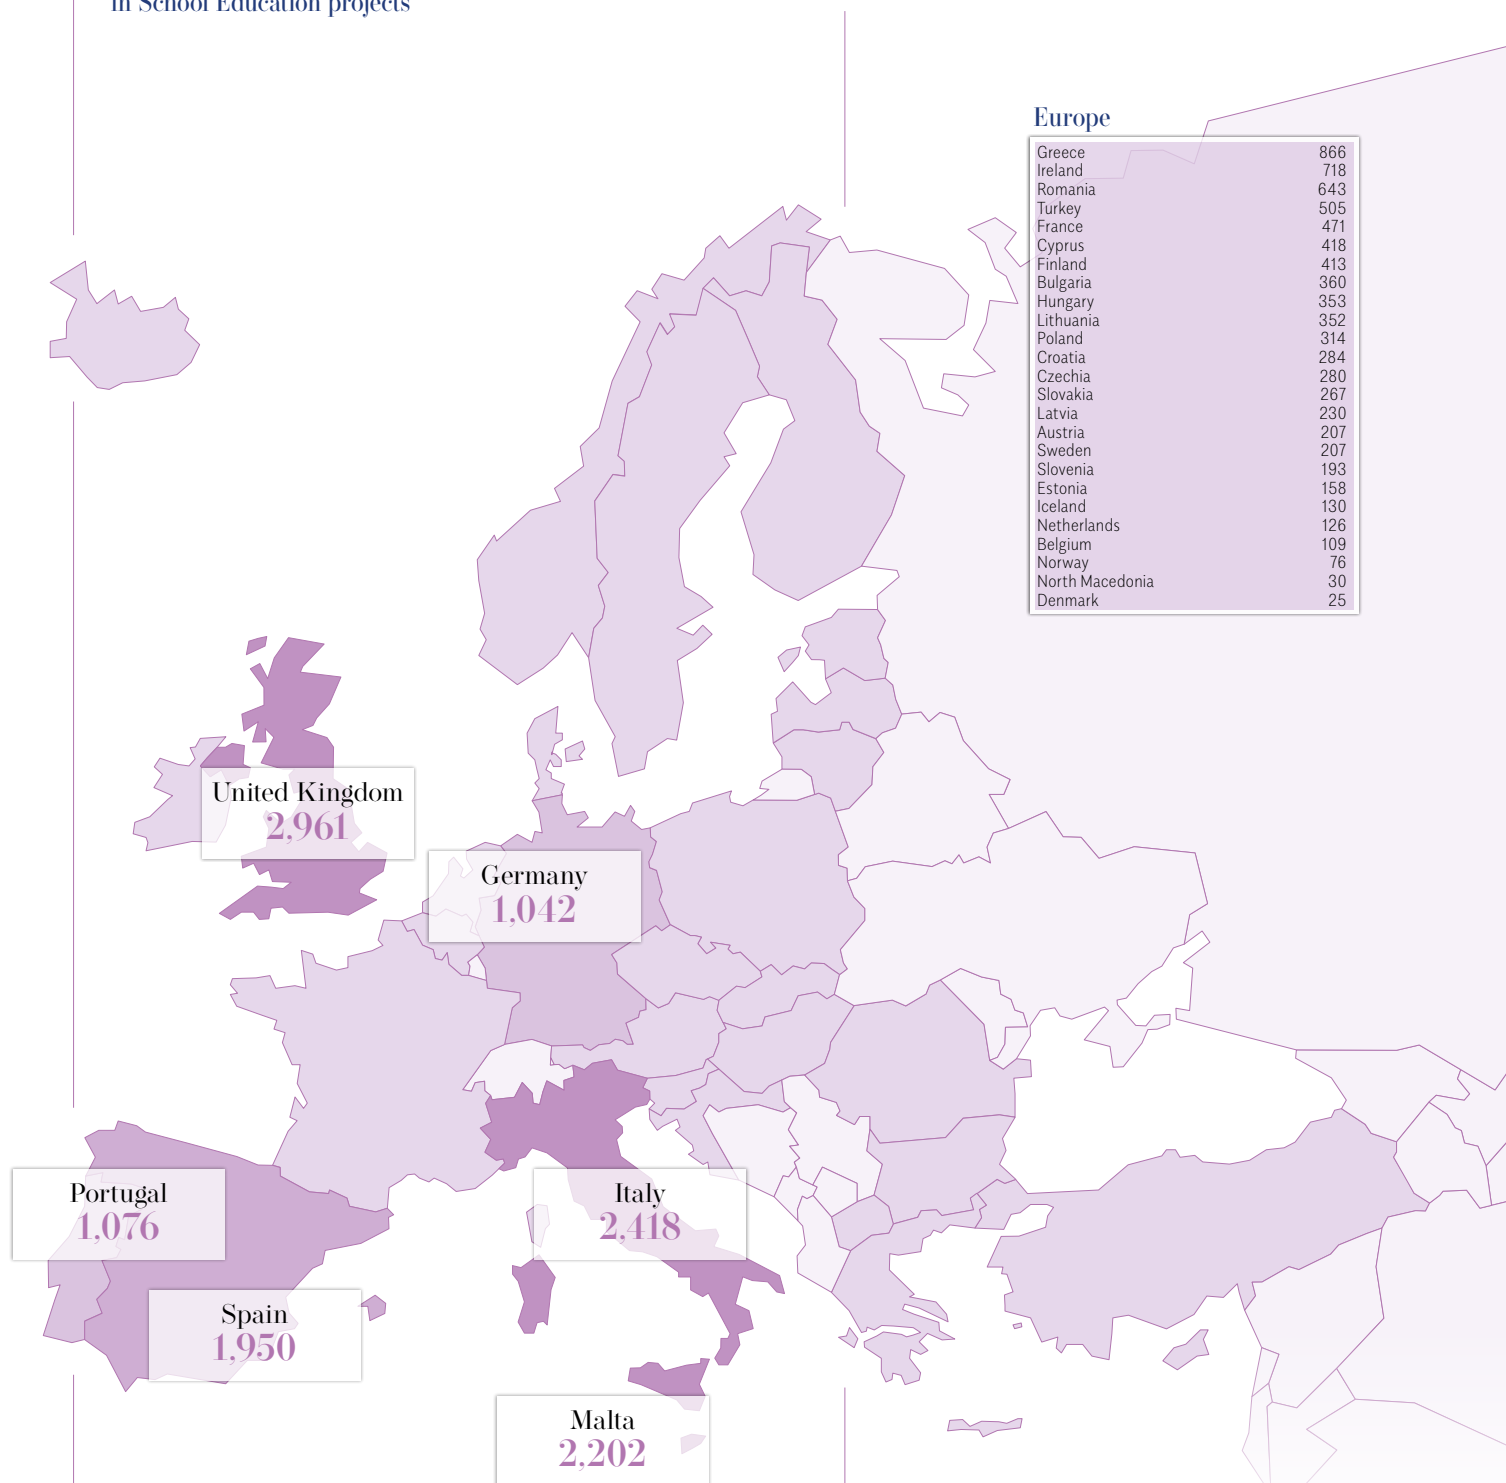 in School Education projects
Europe
Greece 866
Ireland 718
Romania 643
Turkey 505
France 471
Cyprus 418
Finland 413
Bulgaria 360
Hungary 353
Lithuania 352
Poland 314
Croatia 284
Czechia 280
Slovakia 267
Latvia 230
Austria 207
Sweden 207
Slovenia 193
Estonia 158
Iceland 130
Netherlands 126
Belgium 109
Norway 76
North Macedonia 30
Denmark 25
United Kingdom
2,961
Germany
1,042
Portugal
1,076
Italy
2,418
Spain
1,950
Malta
2,202